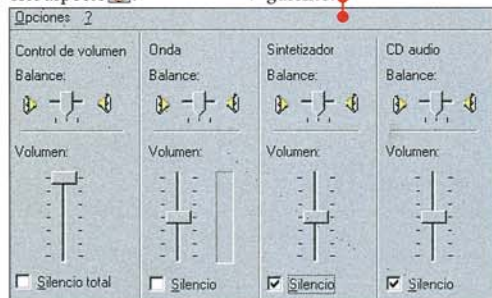 Opciones ?
Control de volumen Onda Sintetizador CD audio
Balance: Balance: Balance: Balance:
Volumen: Volumen: Volumen: Volumen:
Silencio total Silencio Silencio Silencio